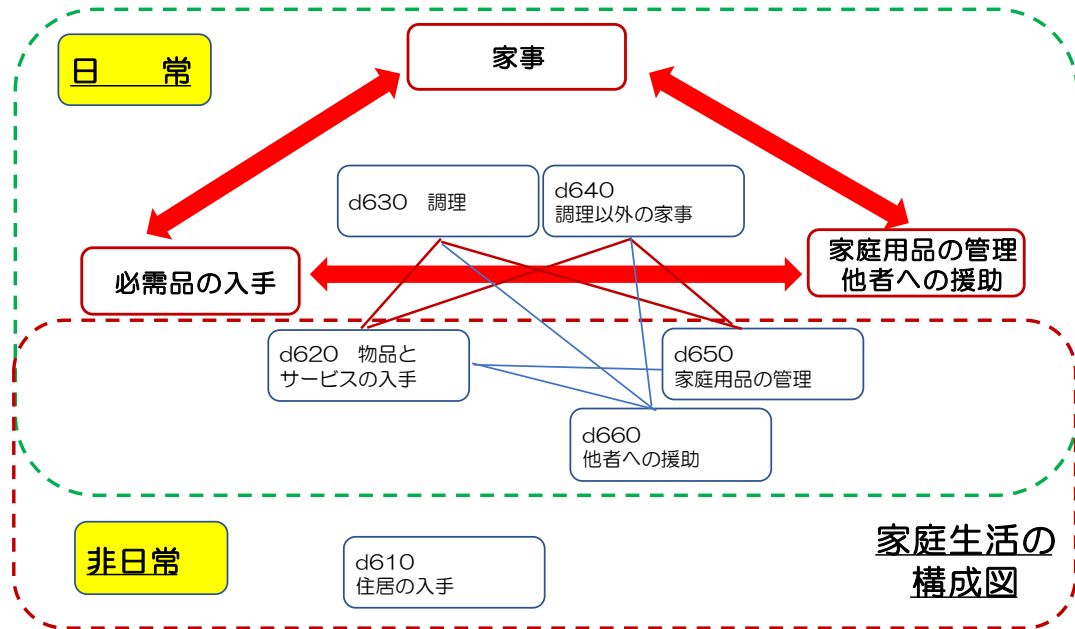 家事
日　　常
d630　調理
d640
調理以外の家事
必需品の入手
家庭用品の管理
他者への援助
d620　物品と
サービスの入手
d650
家庭用品の管理
d660
他者への援助
非日常
d610
住居の入手
家庭生活の
構成図